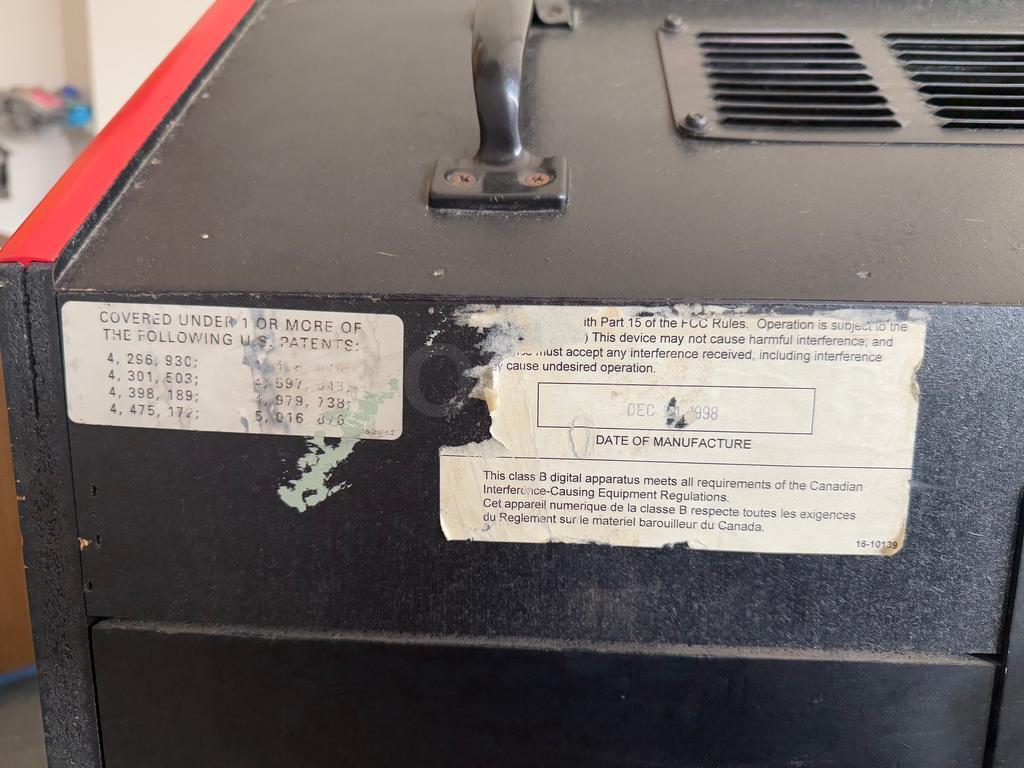 COVERED UNDER 1 OR MORE OF
THE FOLLOWING U.S. PATENTS:
4, 296, 930;
4, 301, 503; 4, 597,
4, 398, 189; 4, 979, 738;
4, 475, 172; 5, 016, 876
ith Part 15 of the FCC Rules. Operation is subject to the
) This device may not cause harmful interference, and
must accept any interference received, including interference
y cause undesired operation.
DEC 1998
DATE OF MANUFACTURE
This class B digital apparatus meets all requirements of the Canadian
Interference-Causing Equipment Regulations.
Cet appareil numerique de la classe B respecte toutes les exigences
du Reglement sur le materiel barouilleur du Canada.
16-10139